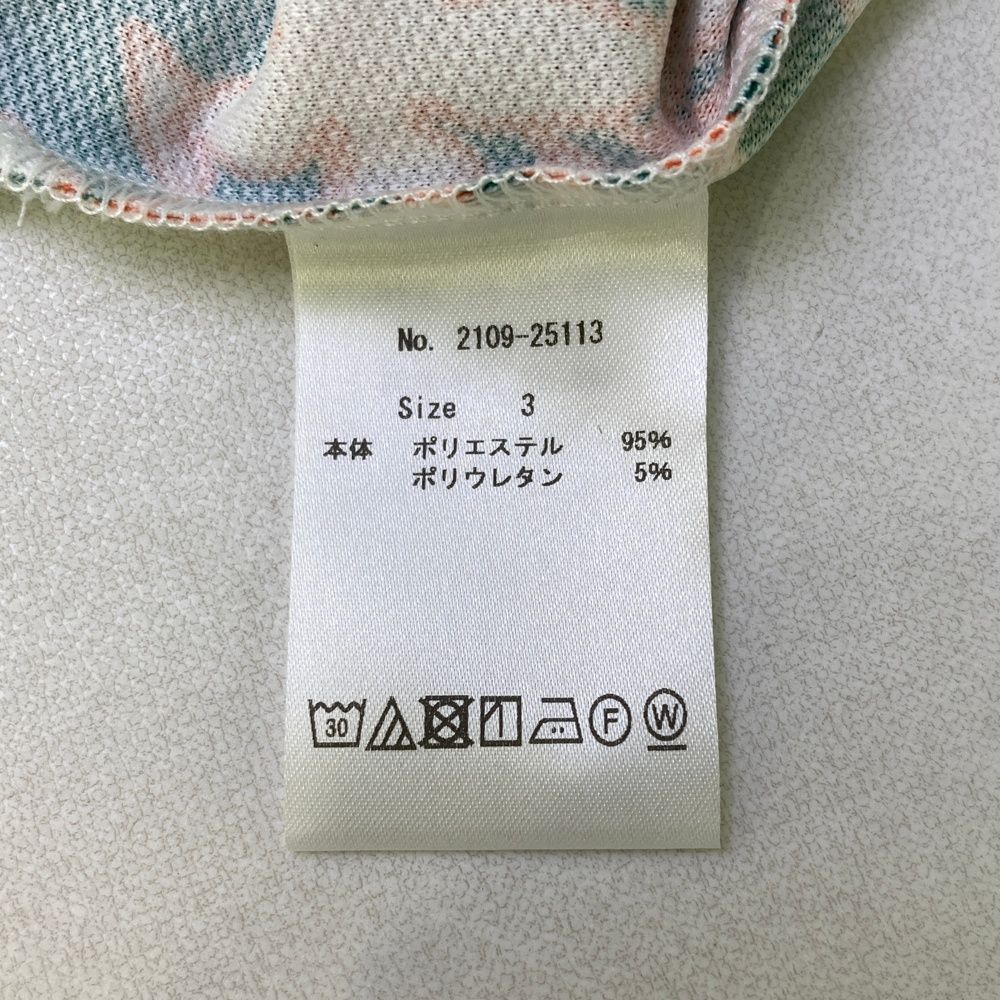 No. 2109-25113
Size 3
本体 ポリエステル 95%
ポリウレタン 5%
30 F W